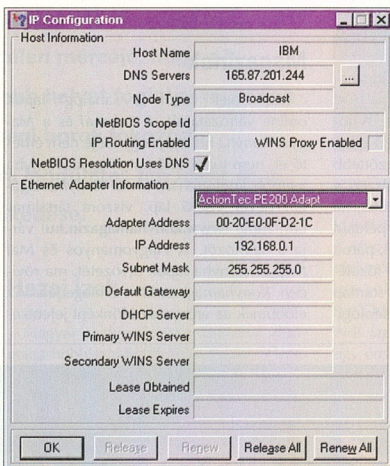 IP Configuration
Host Information
Host Name IBM
DNS Servers 165.87.201.244 ...
Node Type Broadcast
NetBIOS Scope Id
IP Routing Enabled WINS Proxy Enabled
NetBIOS Resolution Uses DNS
Ethernet Adapter Information
ActionTec PE200 Adapt
Adapter Address 00-20-E0-0F-D2-1C
IP Address 192.168.0.1
Subnet Mask 255.255.255.0
Default Gateway
DHCP Server
Primary WINS Server
Secondary WINS Server
Lease Obtained
Lease Expires
OK Release Renew Release All Renew All